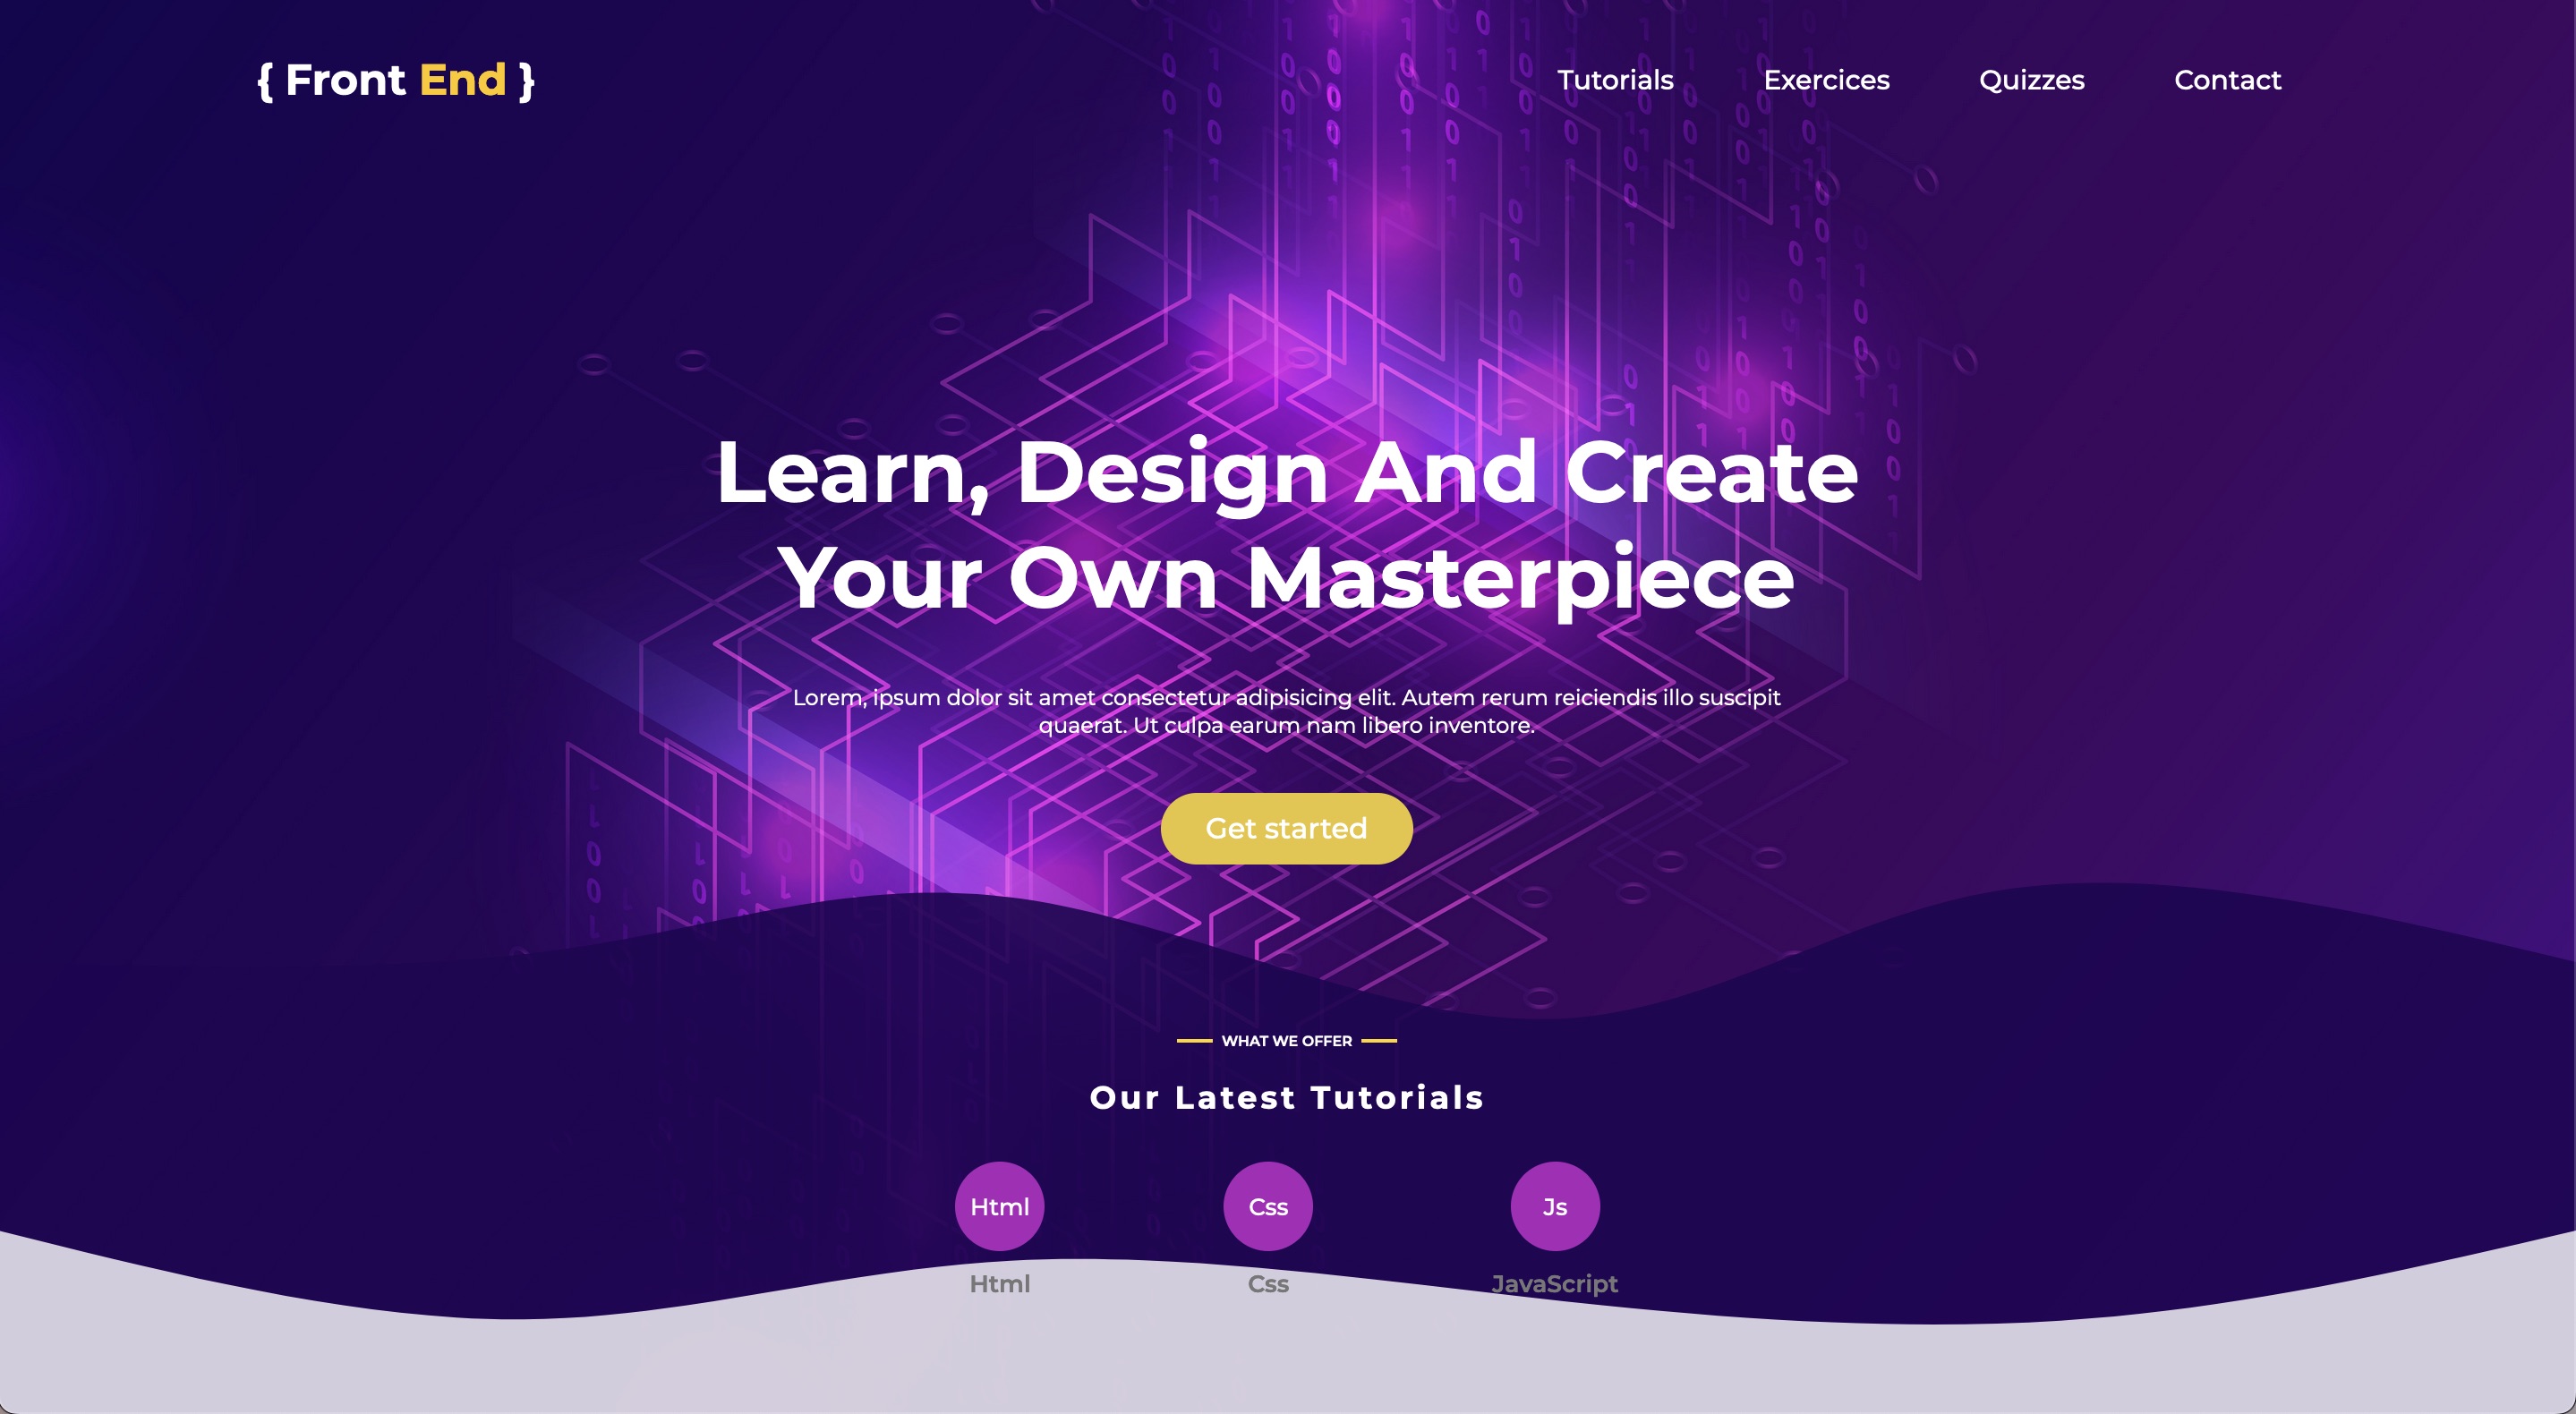 { Front End }
Tutorials Exercices Quizzes Contact
Learn, Design And Create
Your Own Masterpiece
Lorem, ipsum dolor sit amet consectetur adipisicing elit. Autem rerum reiciendis illo suscipit
quaerat. Ut culpa earum nam libero inventore.
Get started
WHAT WE OFFER
Our Latest Tutorials
Html Css Js
Html Css JavaScript